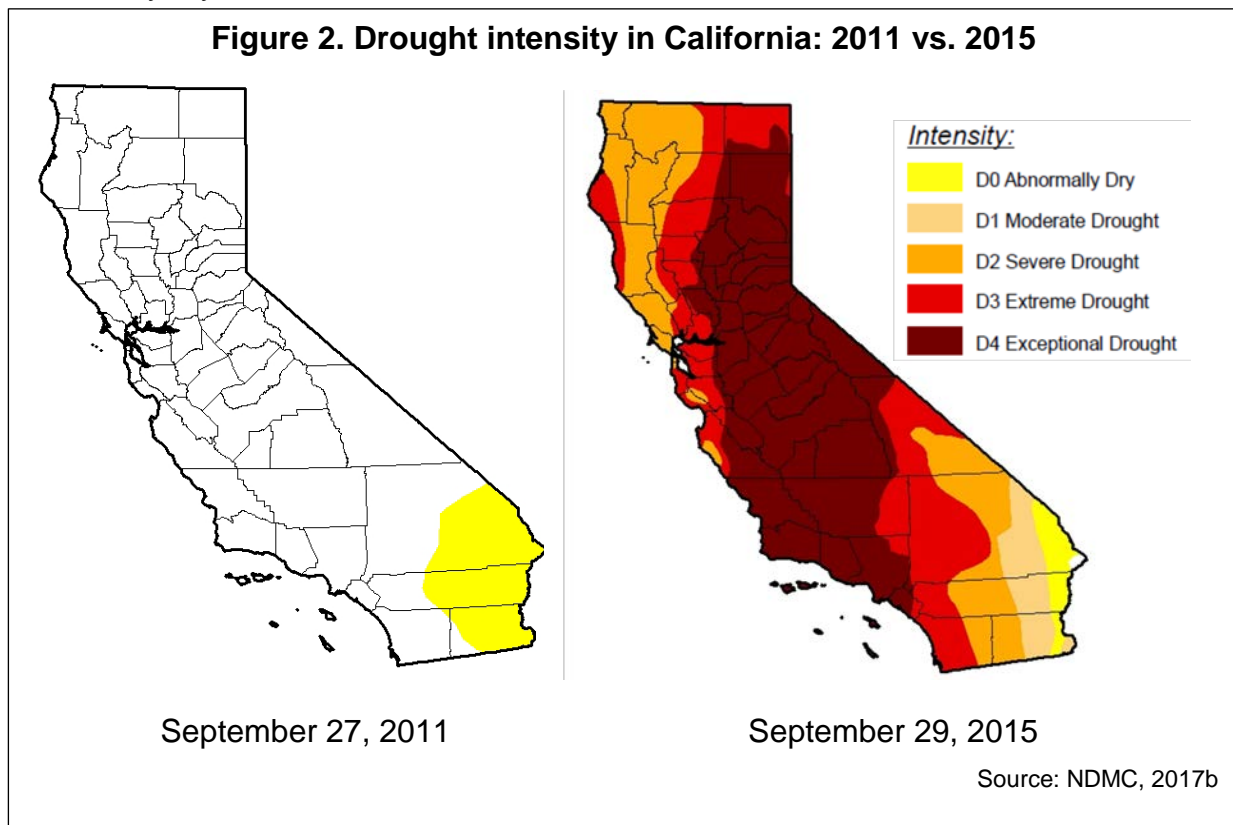 Figure 2. Drought intensity in California: 2011 vs. 2015
Intensity:
D0 Abnormally Dry
D1 Moderate Drought
D2 Severe Drought
D3 Extreme Drought
D4 Exceptional Drought
September 27, 2011
September 29, 2015
Source: NDMC, 2017b